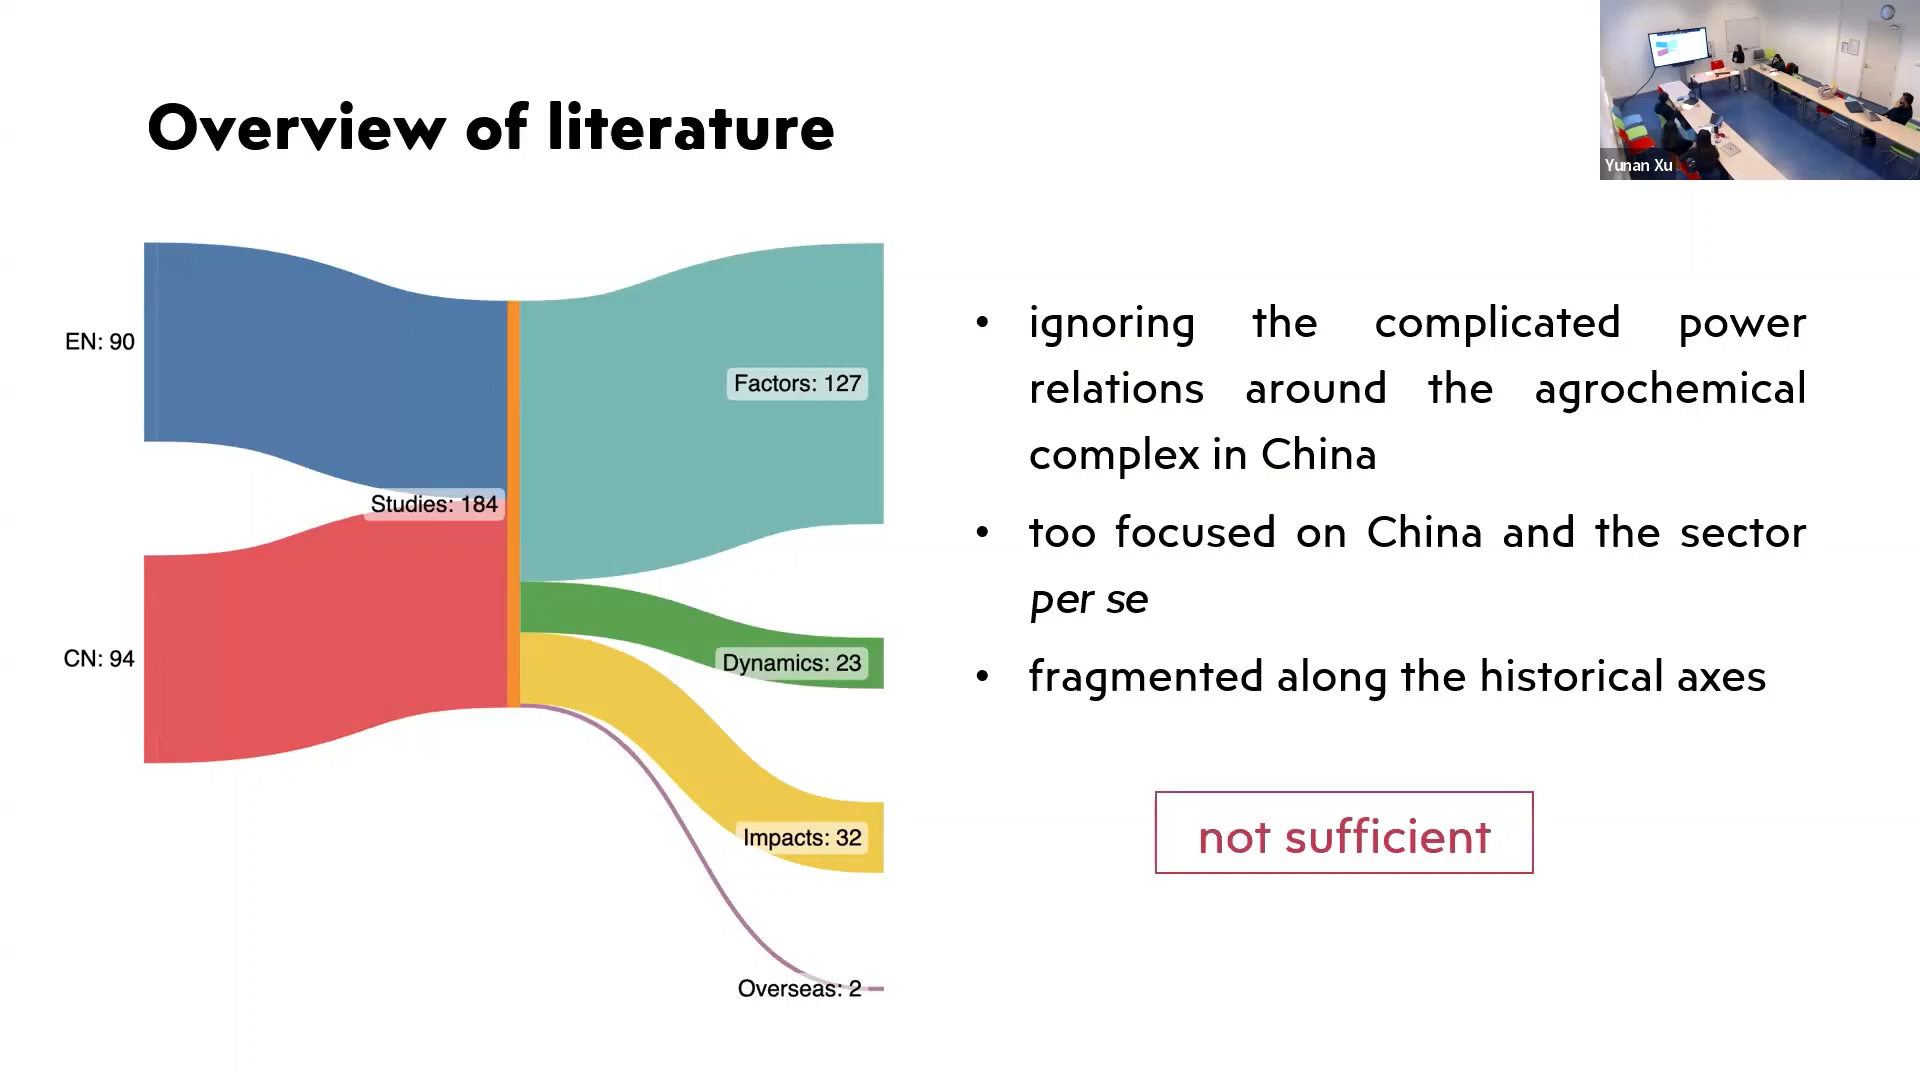 Overview of literature
Yunan Xu
EN: 90
CN: 94
Studies: 184
Factors: 127
Dynamics: 23
Impacts: 32
Overseas: 2
• ignoring the complicated power
relations around the agrochemical
complex in China
• too focused on China and the sector
per se
• fragmented along the historical axes
not sufficient